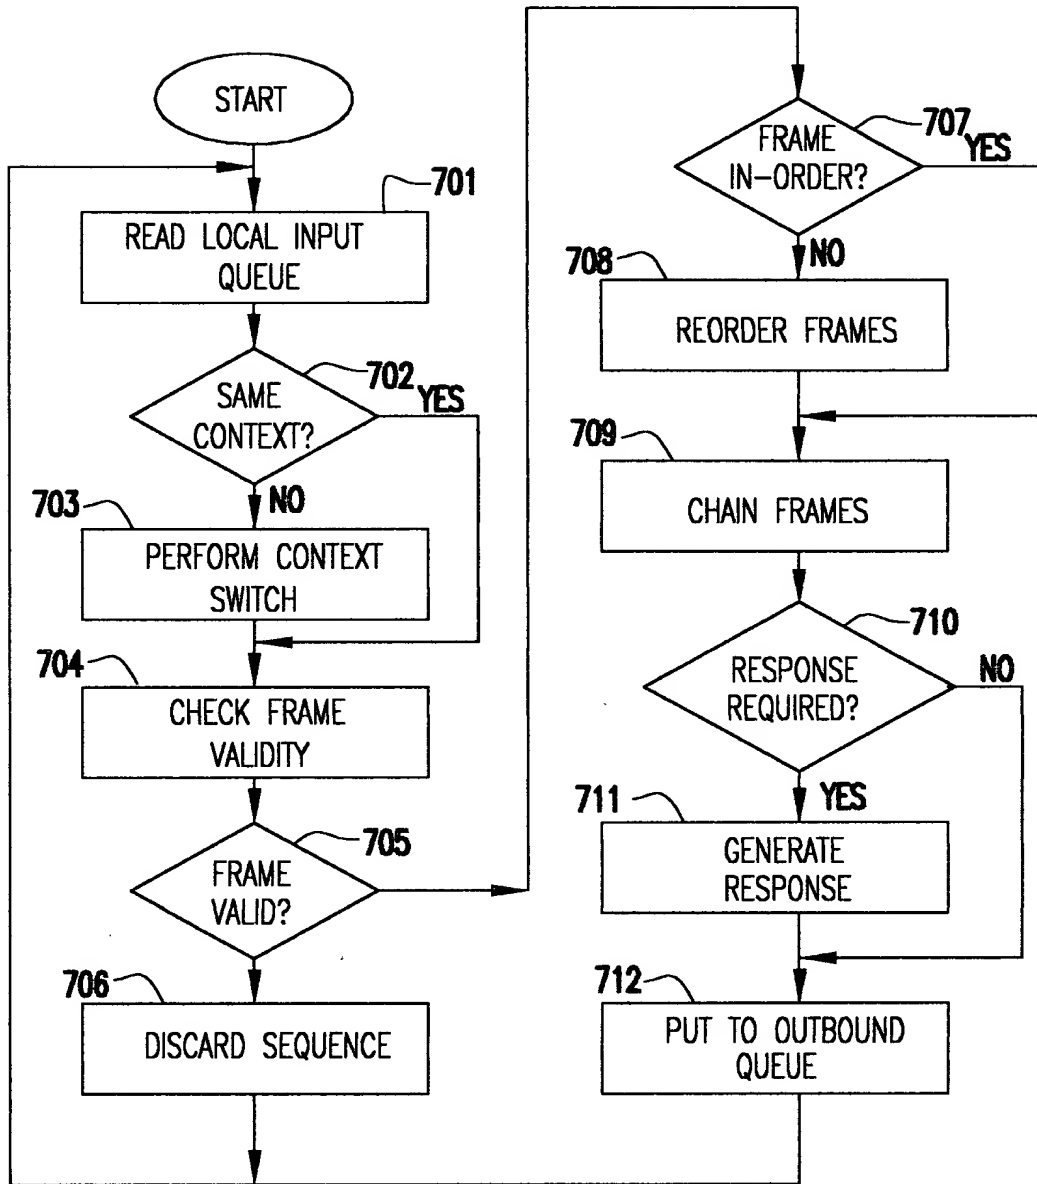 START
701
READ LOCAL INPUT
QUEUE
702
SAME
CONTEXT?
YES
NO
703
PERFORM CONTEXT
SWITCH
704
CHECK FRAME
VALIDITY
705
FRAME
VALID?
706
DISCARD SEQUENCE
707
FRAME
IN-ORDER?
YES
NO
708
REORDER FRAMES
709
CHAIN FRAMES
710
RESPONSE
REQUIRED?
NO
YES
711
GENERATE
RESPONSE
712
PUT TO OUTBOUND
QUEUE